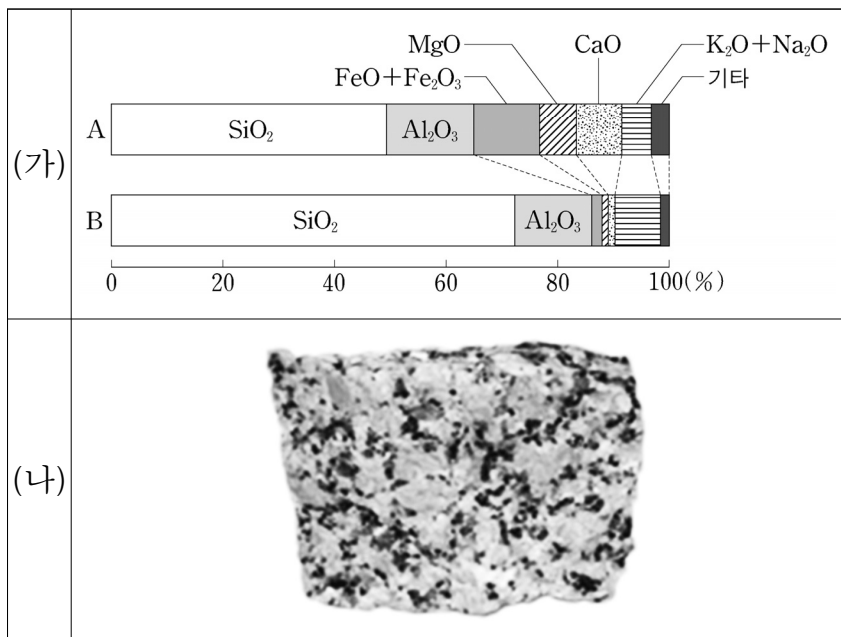 (가)
MgO CaO K₂O+Na₂O
FeO+Fe₂O₃ 기타
A SiO₂ Al₂O₃
B SiO₂ Al₂O₃
0 20 40 60 80 100(%)
(나)